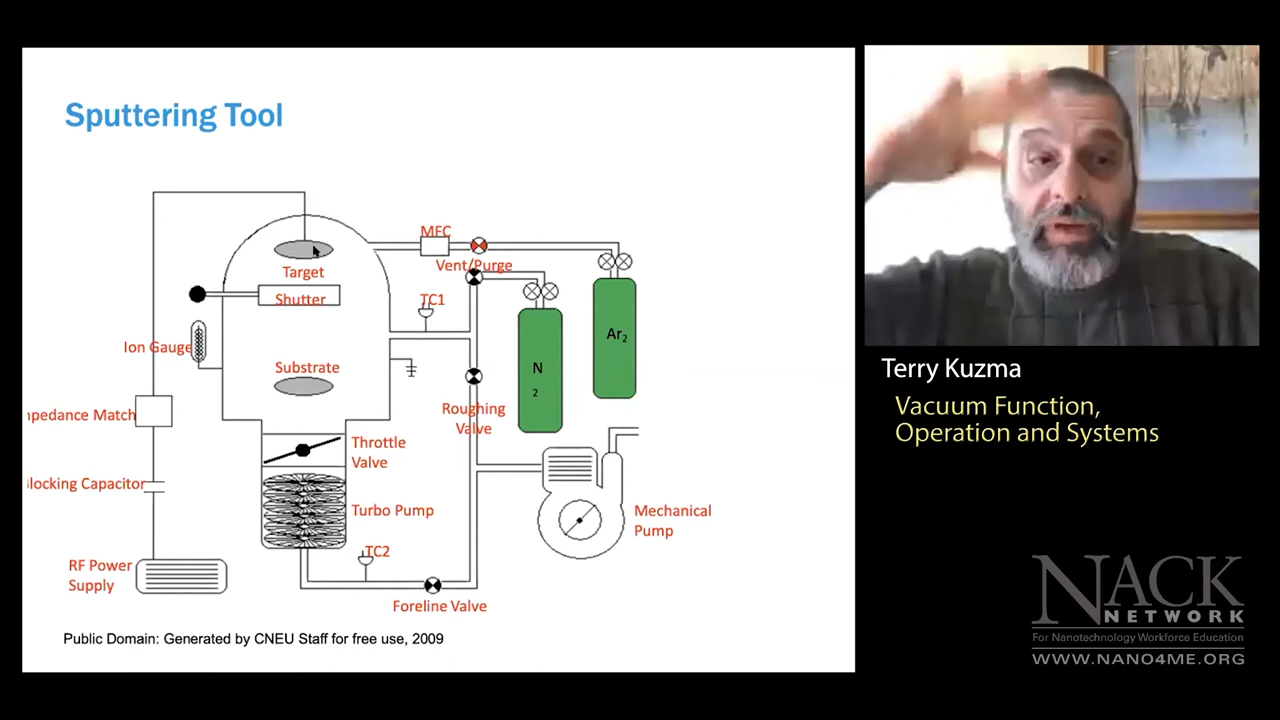 Sputtering Tool
MFC
Vent/Purge
Target
Shutter
TC1
Ar2
Ion Gauge
N
2
Substrate
mpedance Match
Roughing
Valve
Throttle
Valve
locking Capacitor
Turbo Pump
Mechanical
Pump
TC2
RF Power
Supply
Foreline Valve
Public Domain: Generated by CNEU Staff for free use, 2009
Terry Kuzma
Vacuum Function,
Operation and Systems
NACK
NETWORK
For Nanotechnology Workforce Education
WWW.NANO4ME.ORG